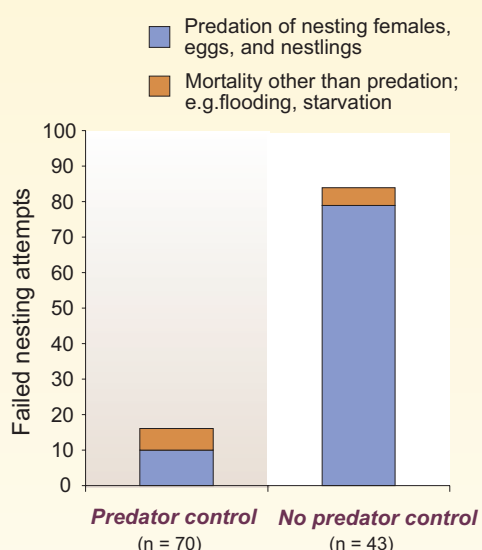 Predation of nesting females,
eggs, and nestlings
Mortality other than predation;
e.g.flooding, starvation
Failed nesting attempts
100
90
80
70
60
50
40
30
20
10
0
Predator control
(n = 70)
No predator control
(n = 43)